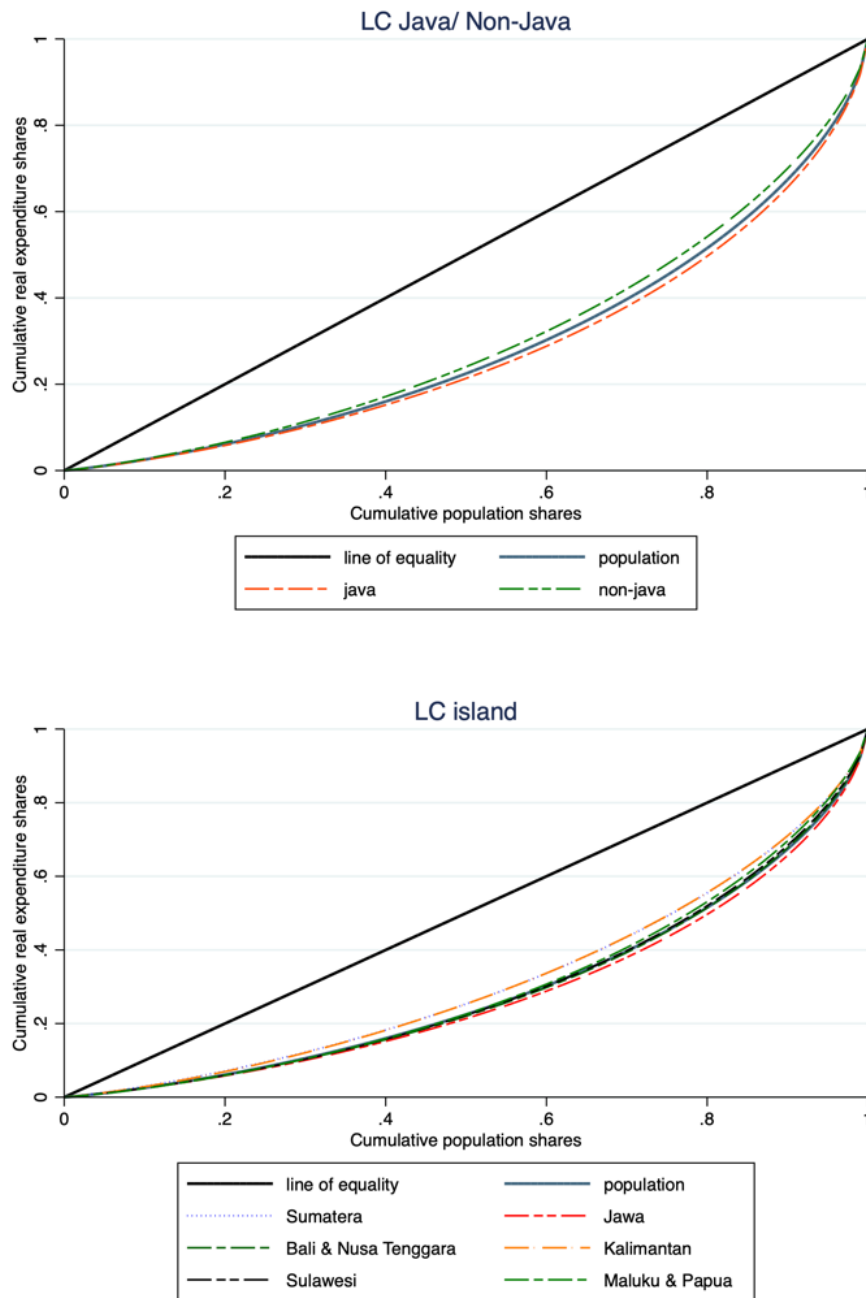 LC Java/ Non-Java
Cumulative real expenditure shares
1
.8
.6
.4
.2
0
0 .2 .4 .6 .8 1
Cumulative population shares
line of equality population
java non-java
LC island
Cumulative real expenditure shares
1
.8
.6
.4
.2
0
0 .2 .4 .6 .8 1
Cumulative population shares
line of equality population
Sumatera Jawa
Bali & Nusa Tenggara Kalimantan
Sulawesi Maluku & Papua